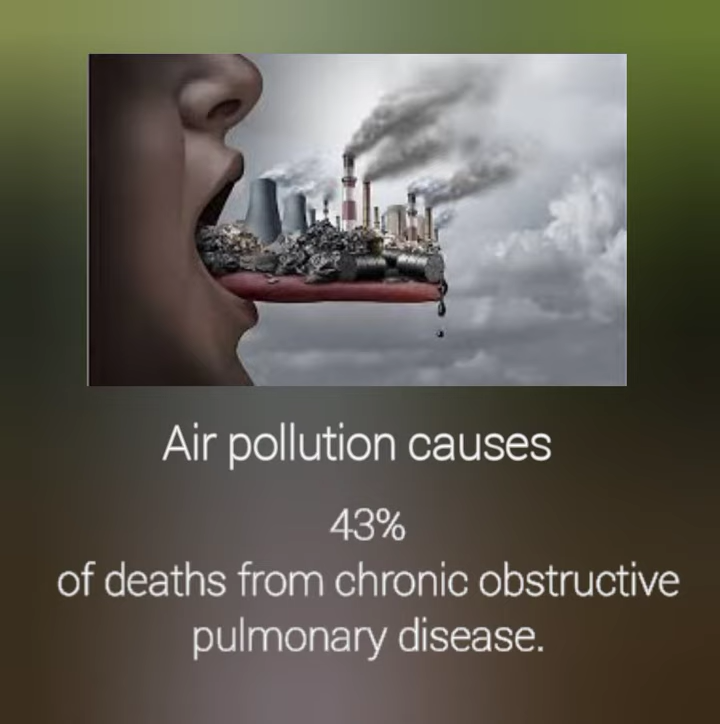 Air pollution causes
43%
of deaths from chronic obstructive
pulmonary disease.